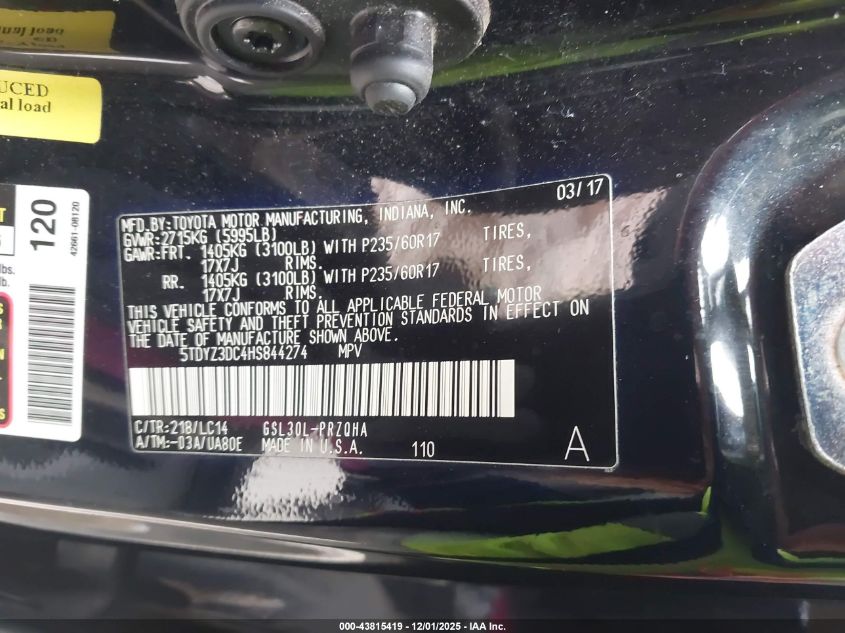 nal load
UCED
al load
120
42661-08120
lbs.
lb.
03/17
MFD.BY:TOYOTA MOTOR MANUFACTURING, INDIANA, INC.
GVWR:2715KG (5995LB)
GAWR:FRT. 1405KG (3100LB) WITH P235/60R17 TIRES,
17X7J RIMS.
RR. 1405KG (3100LB) WITH P235/60R17 TIRES,
17X7J RIMS.
THIS VEHICLE CONFORMS TO ALL APPLICABLE FEDERAL MOTOR
VEHICLE SAFETY AND THEFT PREVENTION STANDARDS IN EFFECT ON
THE DATE OF MANUFACTURE SHOWN ABOVE.
5TDYZ3DC4HS844274 MPV
C/TR:218/LC14 GSL30L-PRZQHA
A/TM:-03A/UA80E MADE IN U.S.A. 110 A
000-43815419 - 12/01/2025 - IAA Inc.